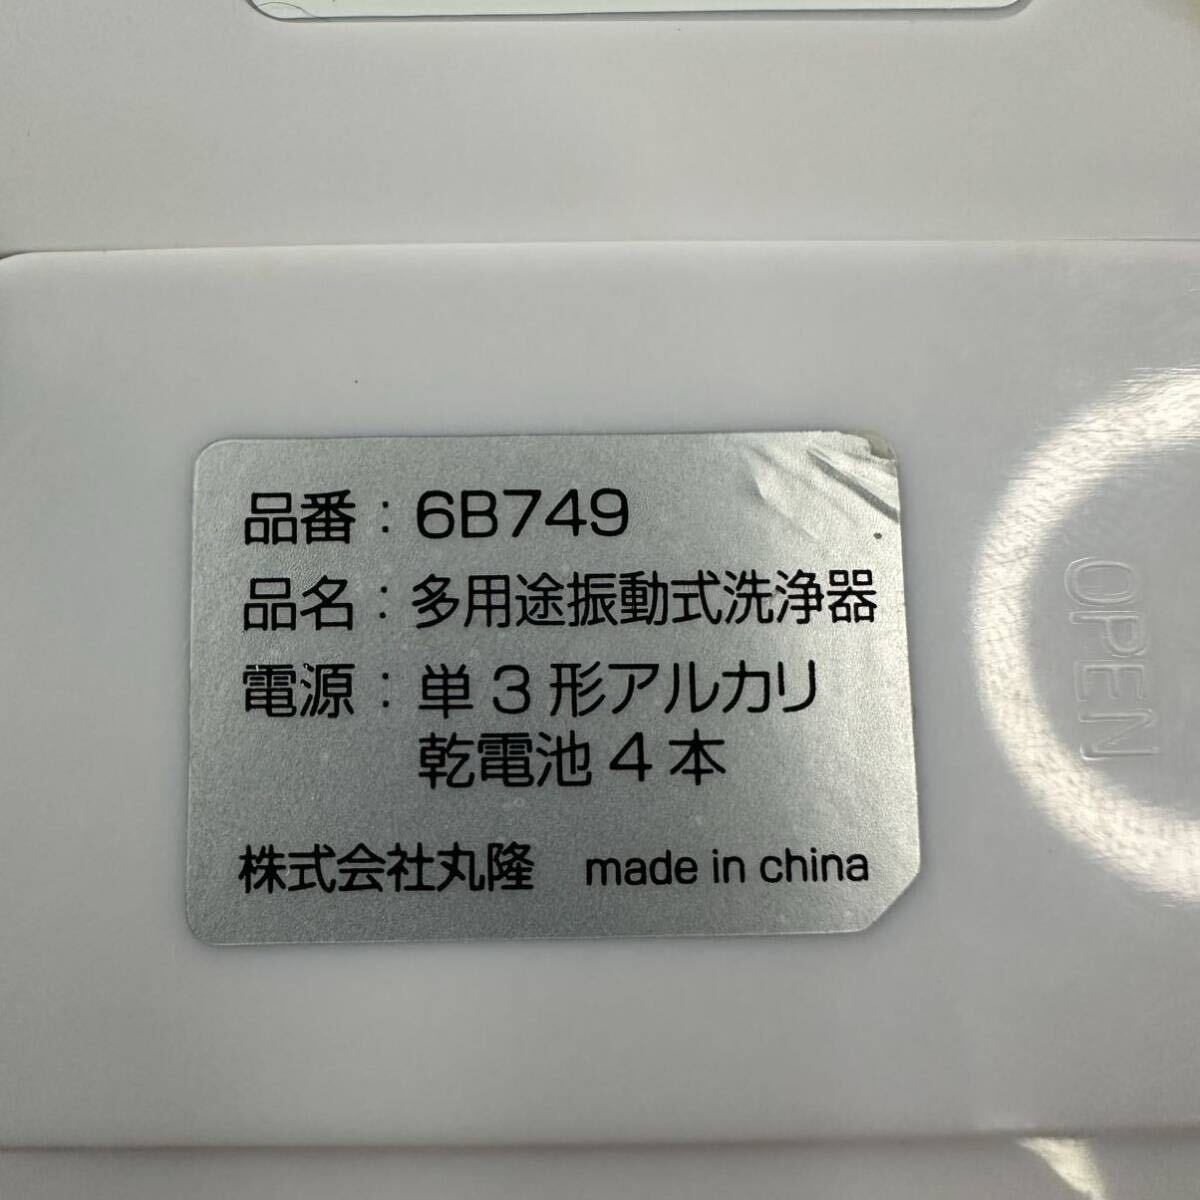 品番：6B749
品名：多用途振動式洗浄器
電源：単3形アルカリ
乾電池4本
株式会社丸隆 made in china
OPEN